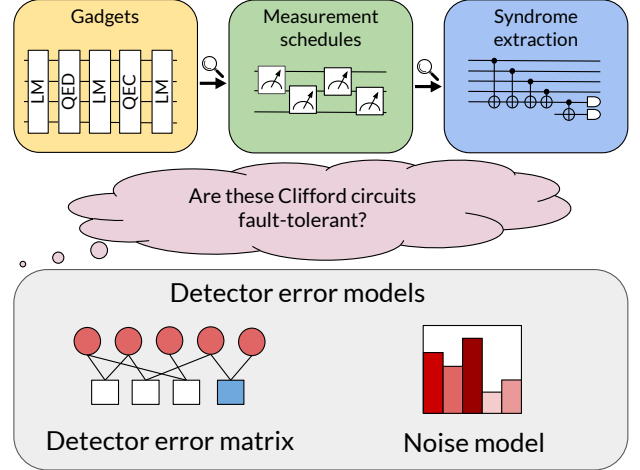 Gadgets
LM
QED
LM
QEC
LM
Measurement
schedules
Syndrome
extraction
Are these Clifford circuits
fault-tolerant?
Detector error models
Detector error matrix
Noise model